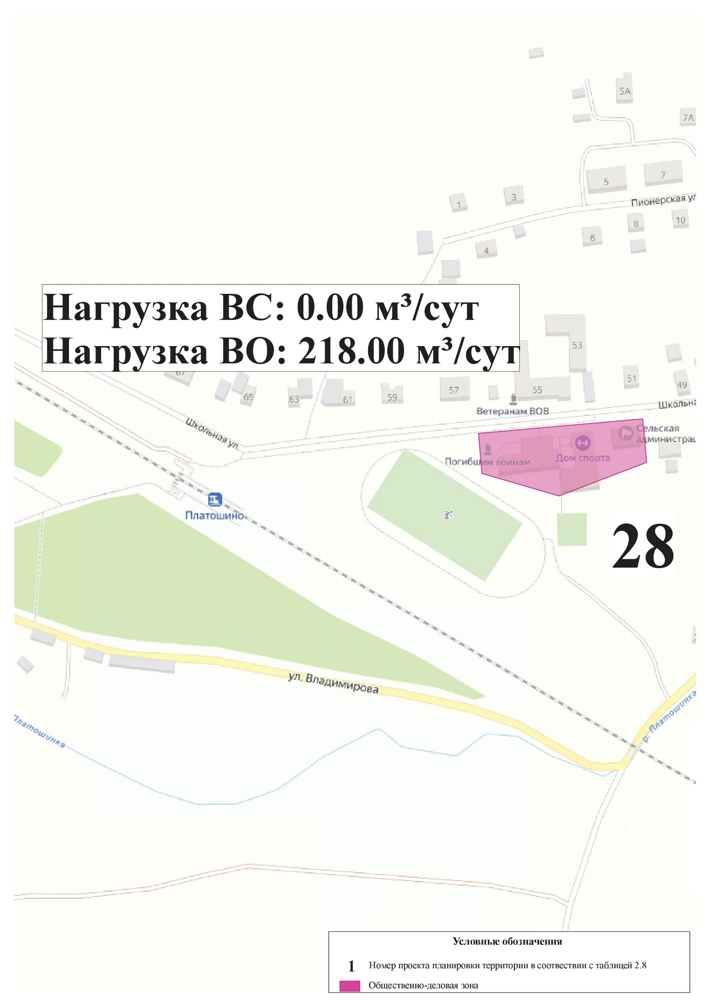 5А
7А
5
7
1
3
Пионерская ул
8
10
6
4
Нагрузка ВС: 0.00 м³/сут
Нагрузка ВО: 218.00 м³/сут
53
67
65
63
61
59
57
55
51
49
Ветеранам ВОВ
Школьна
Школьная ул.
Сельская
администрац
Погибшим воинам
Дом спорта
Платошино
28
ул. Владимирова
Платошинка
р. Платошинка
Условные обозначения
1 Номер проекта планировки территории в соотвествии с таблицей 2.8
Общественно-деловая зона